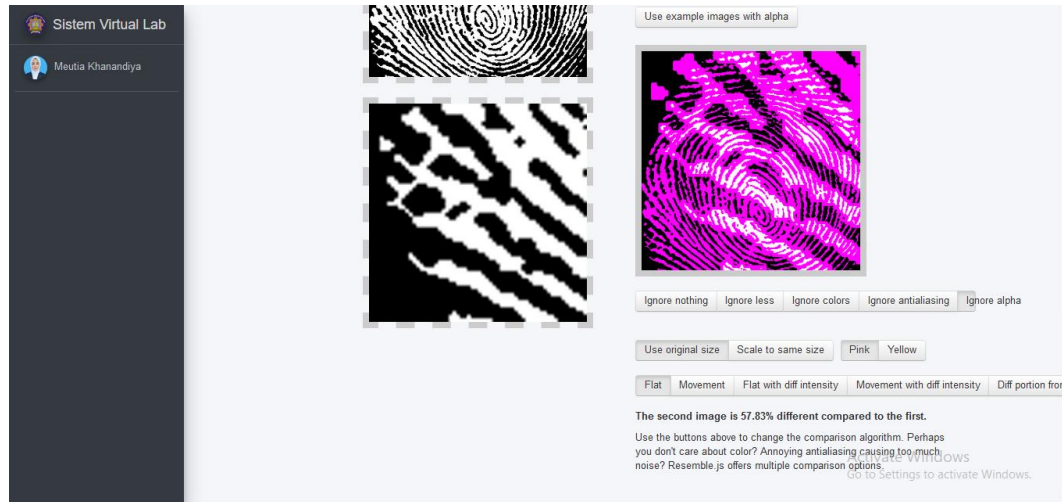 Sistem Virtual Lab
Meutia Khanandiya
Use example images with alpha
Ignore nothing Ignore less Ignore colors Ignore antialiasing Ignore alpha
Use original size Scale to same size Pink Yellow
Flat Movement Flat with diff intensity Movement with diff intensity Diff portion from
The second image is 57.83% different compared to the first.
Use the buttons above to change the comparison algorithm. Perhaps
you don't care about color? Annoying antialiasing causing too much
noise? Resemble.js offers multiple comparison options.
Activate Windows
Go to Settings to activate Windows.